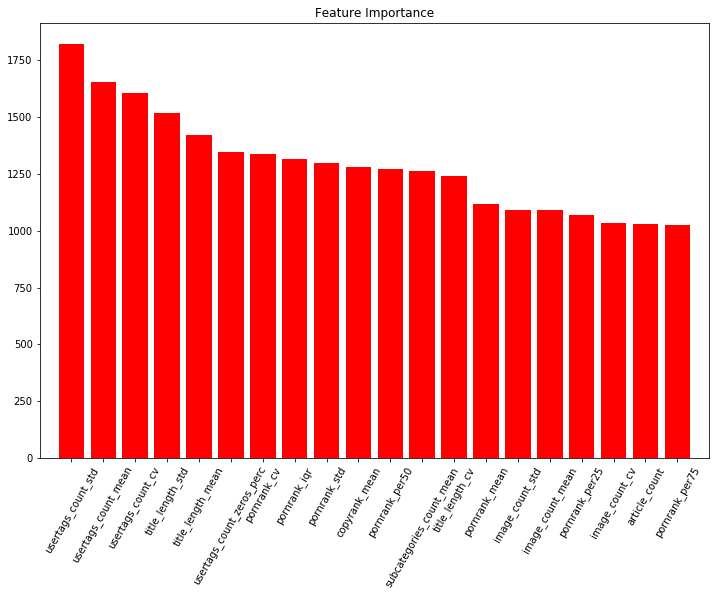 Feature Importance
1750
1500
1250
1000
750
500
250
0
usertags_count_std
usertags_count_mean
usertags_count_cv
title_length_std
title_length_mean
usertags_count_zeros_perc
pornrank_cv
pornrank_iqr
pornrank_std
copyrank_mean
pornrank_per50
subcategories_count_mean
title_length_cv
pornrank_mean
image_count_std
image_count_mean
pornrank_per25
image_count_cv
article_count
pornrank_per75